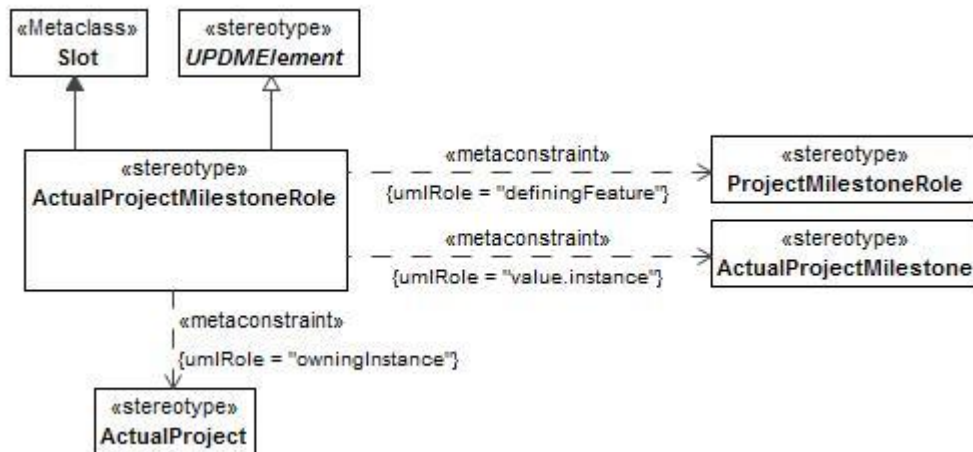 «Metaclass»
Slot
«stereotype»
UPDMElement
«stereotype»
ActualProjectMilestoneRole
«metaconstraint»
{umlRole = "definingFeature"}
«stereotype»
ProjectMilestoneRole
«metaconstraint»
{umlRole = "value.instance"}
«stereotype»
ActualProjectMilestone
«metaconstraint»
{umlRole = "owningInstance"}
«stereotype»
ActualProject